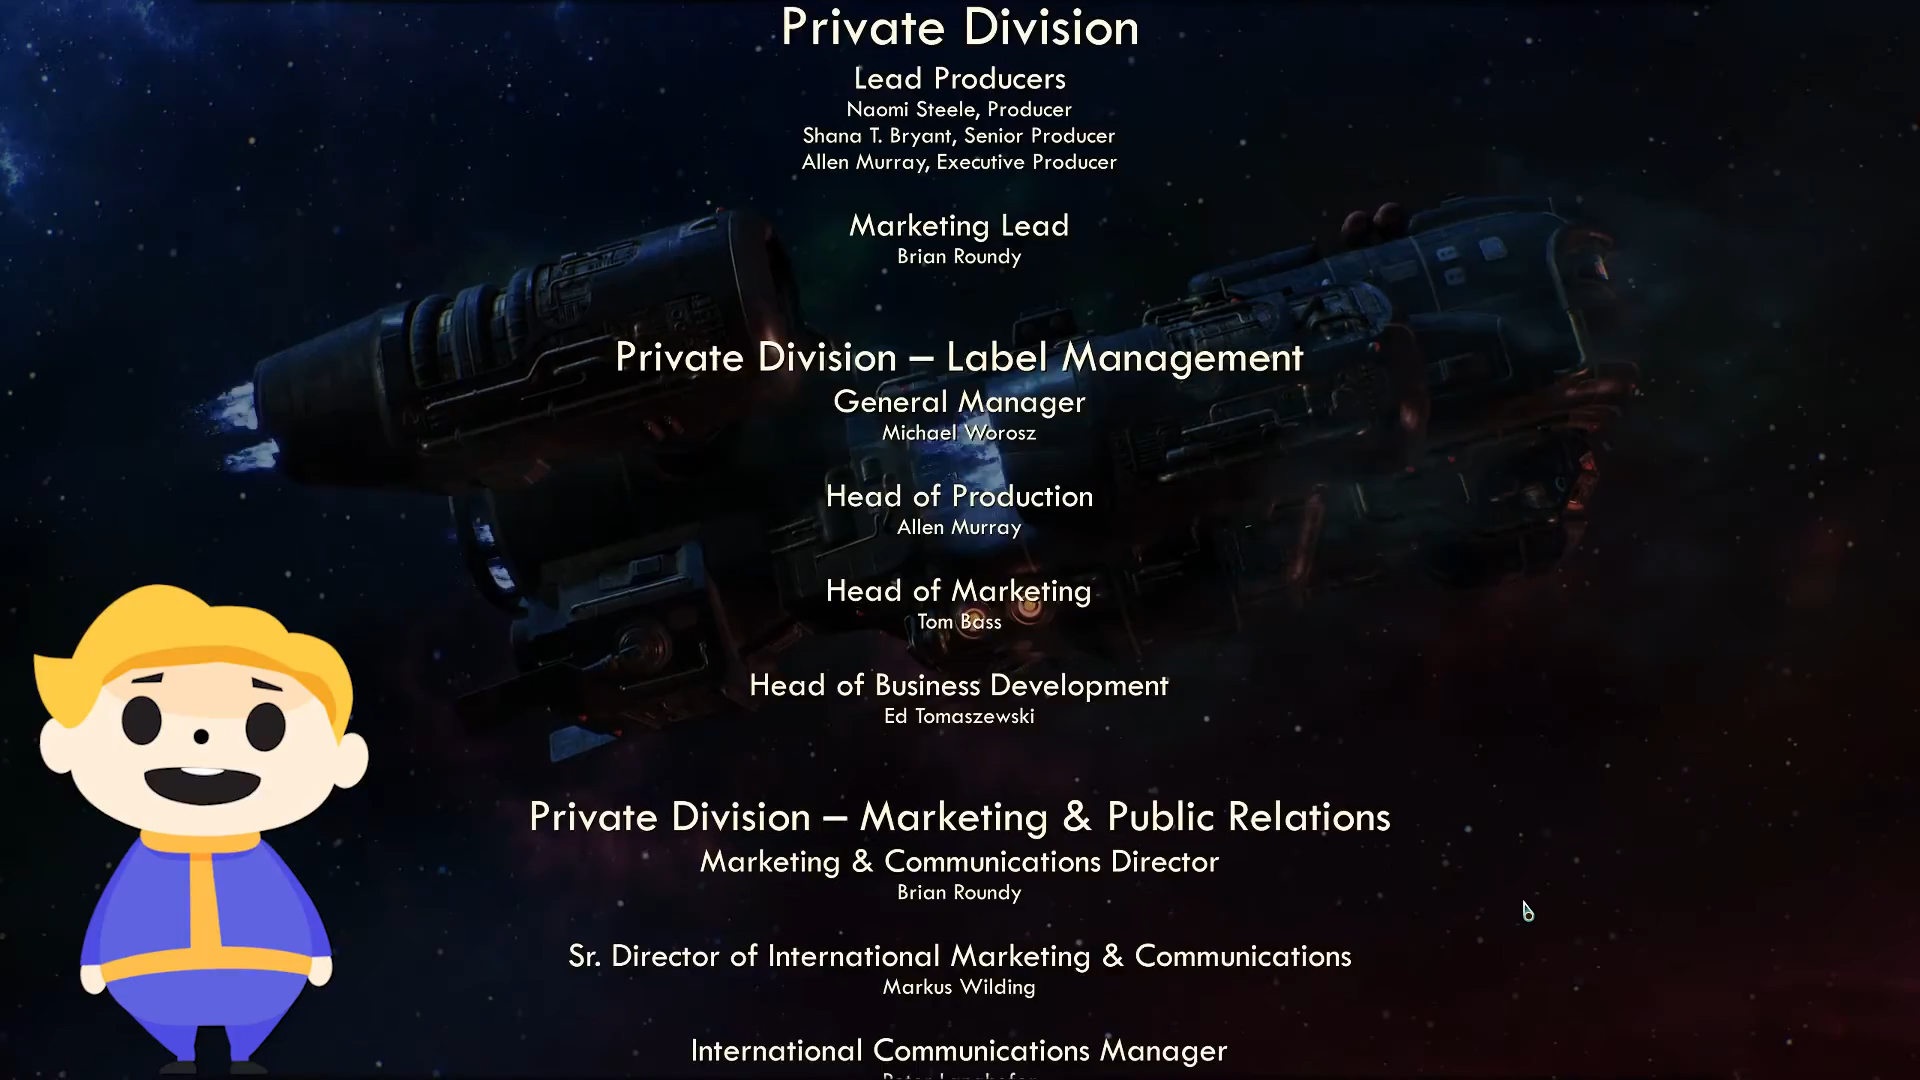 Private Division
Lead Producers
Naomi Steele, Producer
Shana T. Bryant, Senior Producer
Allen Murray, Executive Producer
Marketing Lead
Brian Roundy
Private Division – Label Management
General Manager
Michael Worosz
Head of Production
Allen Murray
Head of Marketing
Tom Bass
Head of Business Development
Ed Tomaszewski
Private Division – Marketing & Public Relations
Marketing & Communications Director
Brian Roundy
Sr. Director of International Marketing & Communications
Markus Wilding
International Communications Manager